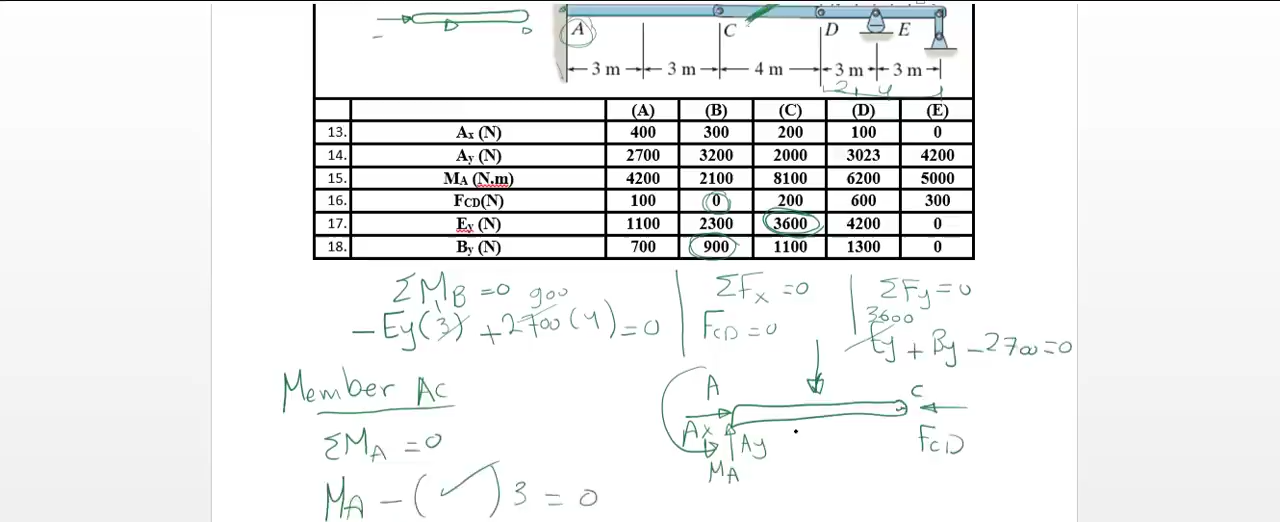 D
A C D E
3 m 3 m 4 m 3 m 3 m
2 4
(A) (B) (C) (D) (E)
13. Ax (N) 400 300 200 100 0
14. Ay (N) 2700 3200 2000 3023 4200
15. MA (N.m) 4200 2100 8100 6200 5000
16. FCD(N) 100 0 200 600 300
17. Ey (N) 1100 2300 3600 4200 0
18. By (N) 700 900 1100 1300 0
ΣMB = 0
900
- Ey(3) + 2700 (4) = 0
ΣFx = 0
FCD = 0
ΣFy = 0
3600
Ey + By - 2700 = 0
Member AC
ΣMA = 0
MA - ( ) 3 = 0
A C
Ax Ay FCD
MA